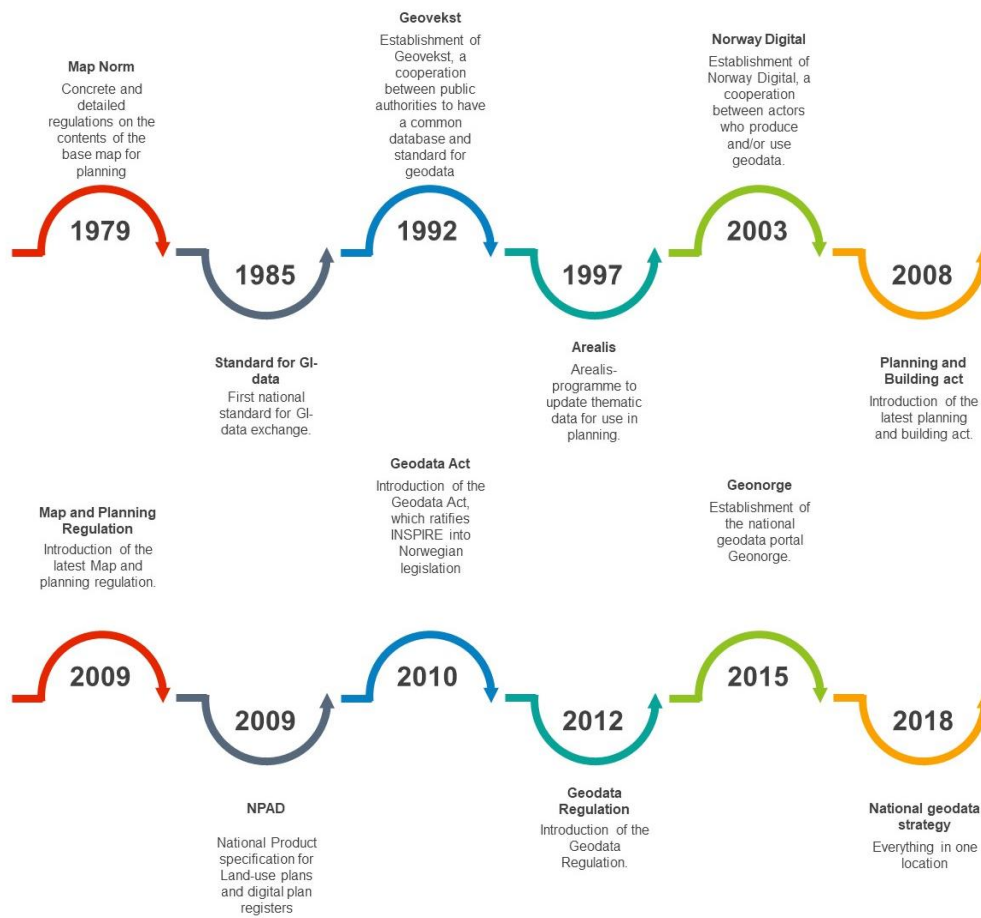 Map Norm
Concrete and
detailed
regulations on the
contents of the
base map for
planning
1979
1985
Standard for GI-
data
First national
standard for GI-
data exchange.
Geovekst
Establishment of
Geovekst, a
cooperation
between public
authorities to have
a common
database and
standard for
geodata
1992
1997
Arealis
Arealis-
programme to
update thematic
data for use in
planning.
Norway Digital
Establishment of
Norway Digital, a
cooperation
between actors
who produce
and/or use
geodata.
2003
2008
Planning and
Building act
Introduction of the
latest planning
and building act.
Map and Planning
Regulation
Introduction of the
latest Map and
planning regulation.
2009
2009
NPAD
National Product
specification for
Land-use plans
and digital plan
registers
Geodata Act
Introduction of the
Geodata Act,
which ratifies
INSPIRE into
Norwegian
legislation
2010
2012
Geodata
Regulation
Introduction of the
Geodata
Regulation.
Geonorge
Establishment of
the national
geodata portal
Geonorge.
2015
2018
National geodata
strategy
Everything in one
location